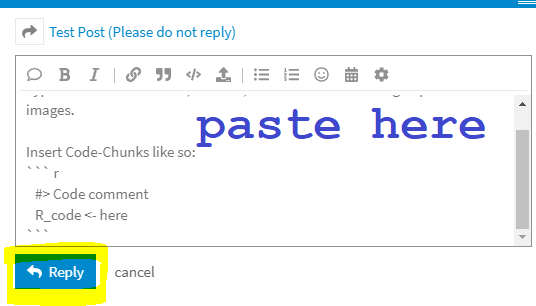 Test Post (Please do not reply)
B I
paste here
images.
Insert Code-Chunks like so:
``` r
#> Code comment
R_code <- here
```
Reply cancel